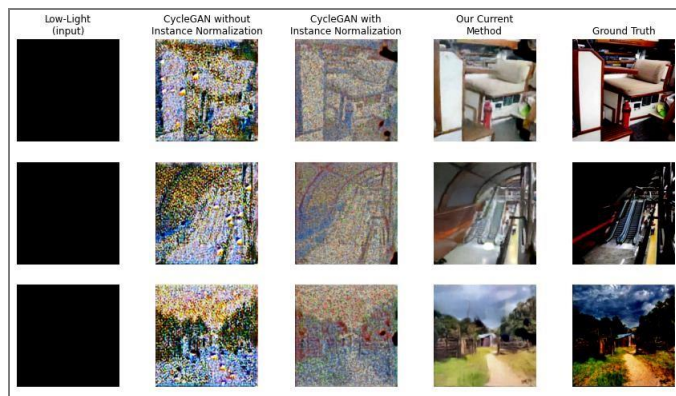 Low-Light
(input)
CycleGAN without
Instance Normalization
CycleGAN with
Instance Normalization
Our Current
Method
Ground Truth